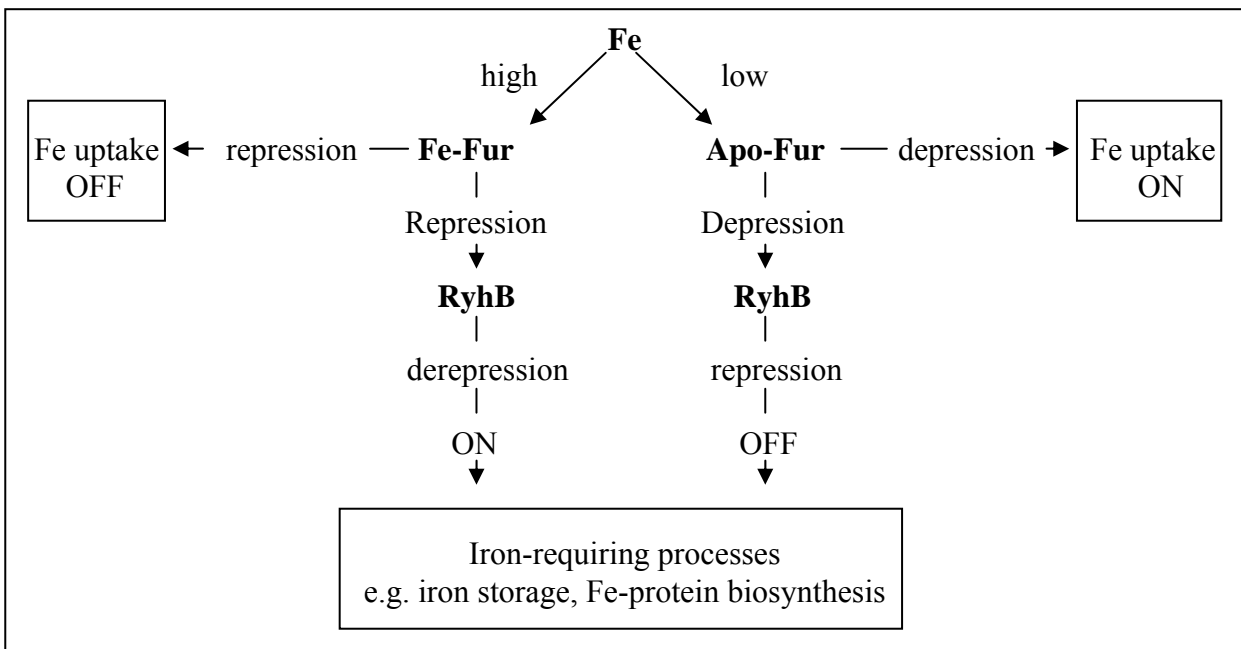 Fe
high
low
Fe uptake
OFF
repression
Fe-Fur
Apo-Fur
depression
Fe uptake
ON
Repression
Depression
RyhB
RyhB
derepression
repression
ON
OFF
Iron-requiring processes
e.g. iron storage, Fe-protein biosynthesis